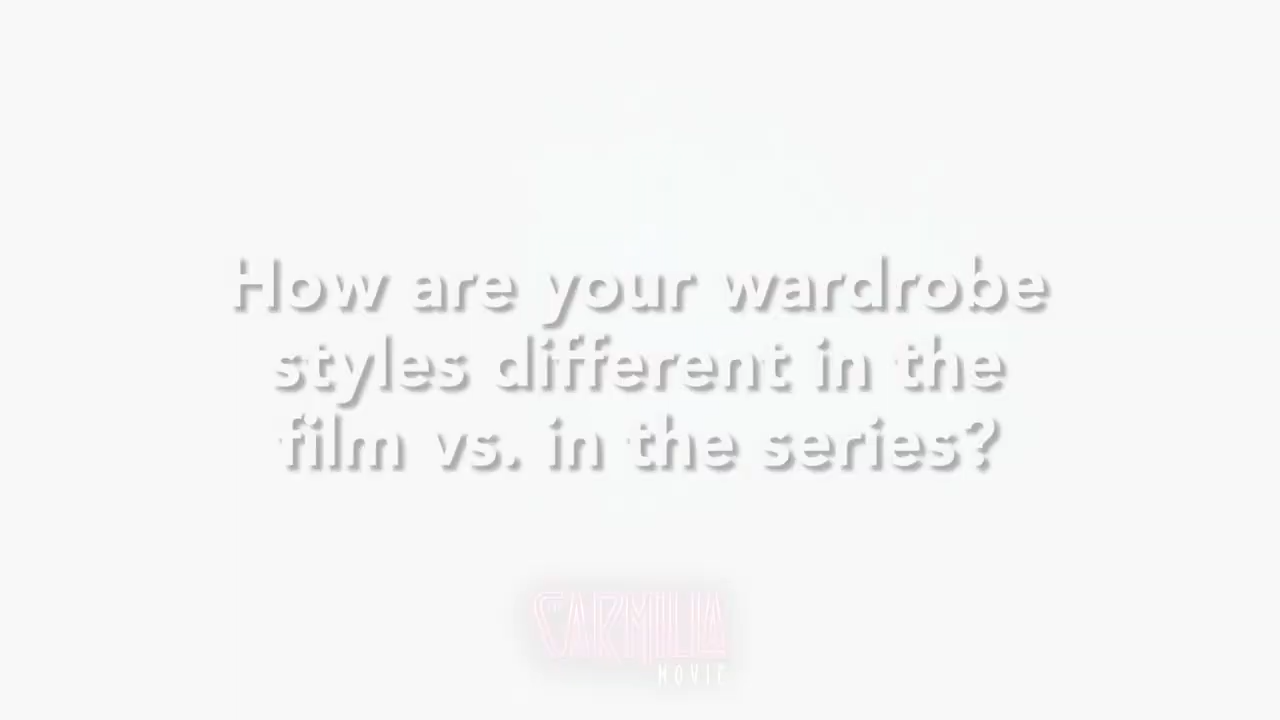 How are your wardrobe
styles different in the
film vs. in the series?
CARMILLA
MOVIE